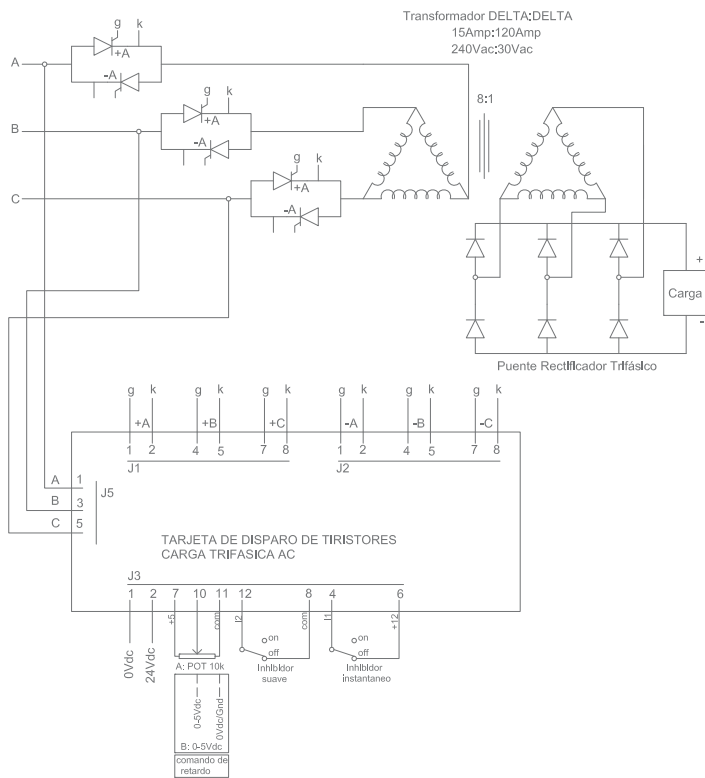 Transformador DELTA:DELTA
15Amp:120Amp
240Vac:30Vac
g k
A +A
-A
8:1
g k
B +A
-A
g k
C +A
-A
+
Carga
-
Puente Rectificador Trifásico
g k g k g k g k g k g k
+A +B +C -A -B -C
1 2 4 5 7 8 1 2 4 5 7 8
J1 J2
A 1
J5
B 3
C 5
TARJETA DE DISPARO DE TIRISTORES
CARGA TRIFASICA AC
J3
1 2 7 10 11 12 8 4 6
+5 com I2 com I1 +12
0Vdc 24Vdc
on on
off off
A: POT 10k
Inhibidor
suave
Inhibidor
instantaneo
0-5Vdc 0Vdc/Gnd
B: 0-5Vdc
comando de
retardo